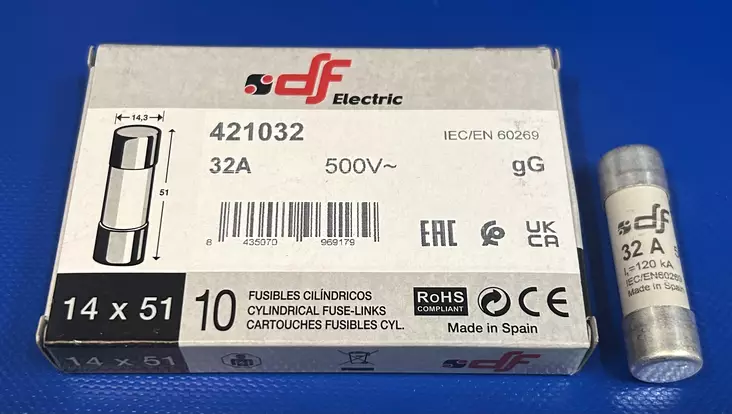 df
Electric
14,3
421032
IEC/EN 60269
32A 500V~ gG
51
8 435070 969179
EAC
UK
CA
14 x 51
10
FUSIBLES CILÍNDRICOS
CYLINDRICAL FUSE-LINKS
CARTOUCHES FUSIBLES CYL.
RoHS
COMPLIANT
CE
Made in Spain
14 x 51
df
32 A 5
I₁=120 kA
IEC/EN60269
Made in Spain